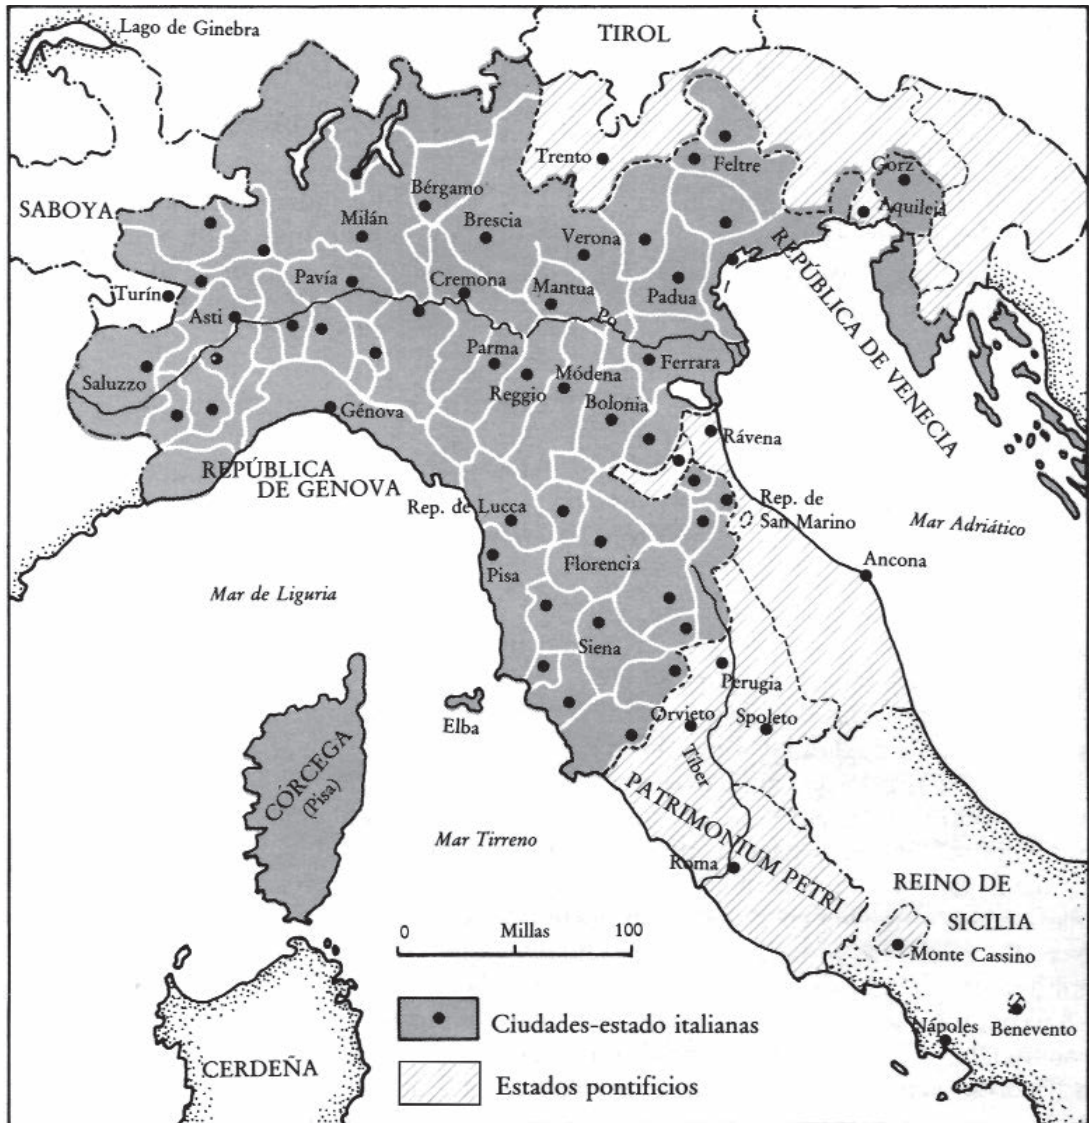 Lago de Ginebra
TIROL
Trento
Feltre
Gorz
Aquileja
SABOYA
Bérgamo
Milán
Brescia
Verona
REPÚBLICA DE VENECIA
Turín
Pavía
Cremona
Mantua
Padua
Asti
Po
Parma
Ferrara
Saluzzo
Reggio
Módena
Génova
Bolonia
Rávena
REPÚBLICA
DE GENOVA
Rep. de Lucca
Rep. de
San Marino
Mar Adriático
Florencia
Ancona
Pisa
Mar de Liguria
Siena
Perugia
Elba
Orvieto
Spoleto
Tíber
CÓRCEGA
(Pisa)
PATRIMONIUM PETRI
Mar Tirreno
Roma
REINO DE
SICILIA
0 Millas 100
Monte Cassino
Ciudades-estado italianas
Nápoles
Benevento
CERDEÑA
Estados pontificios